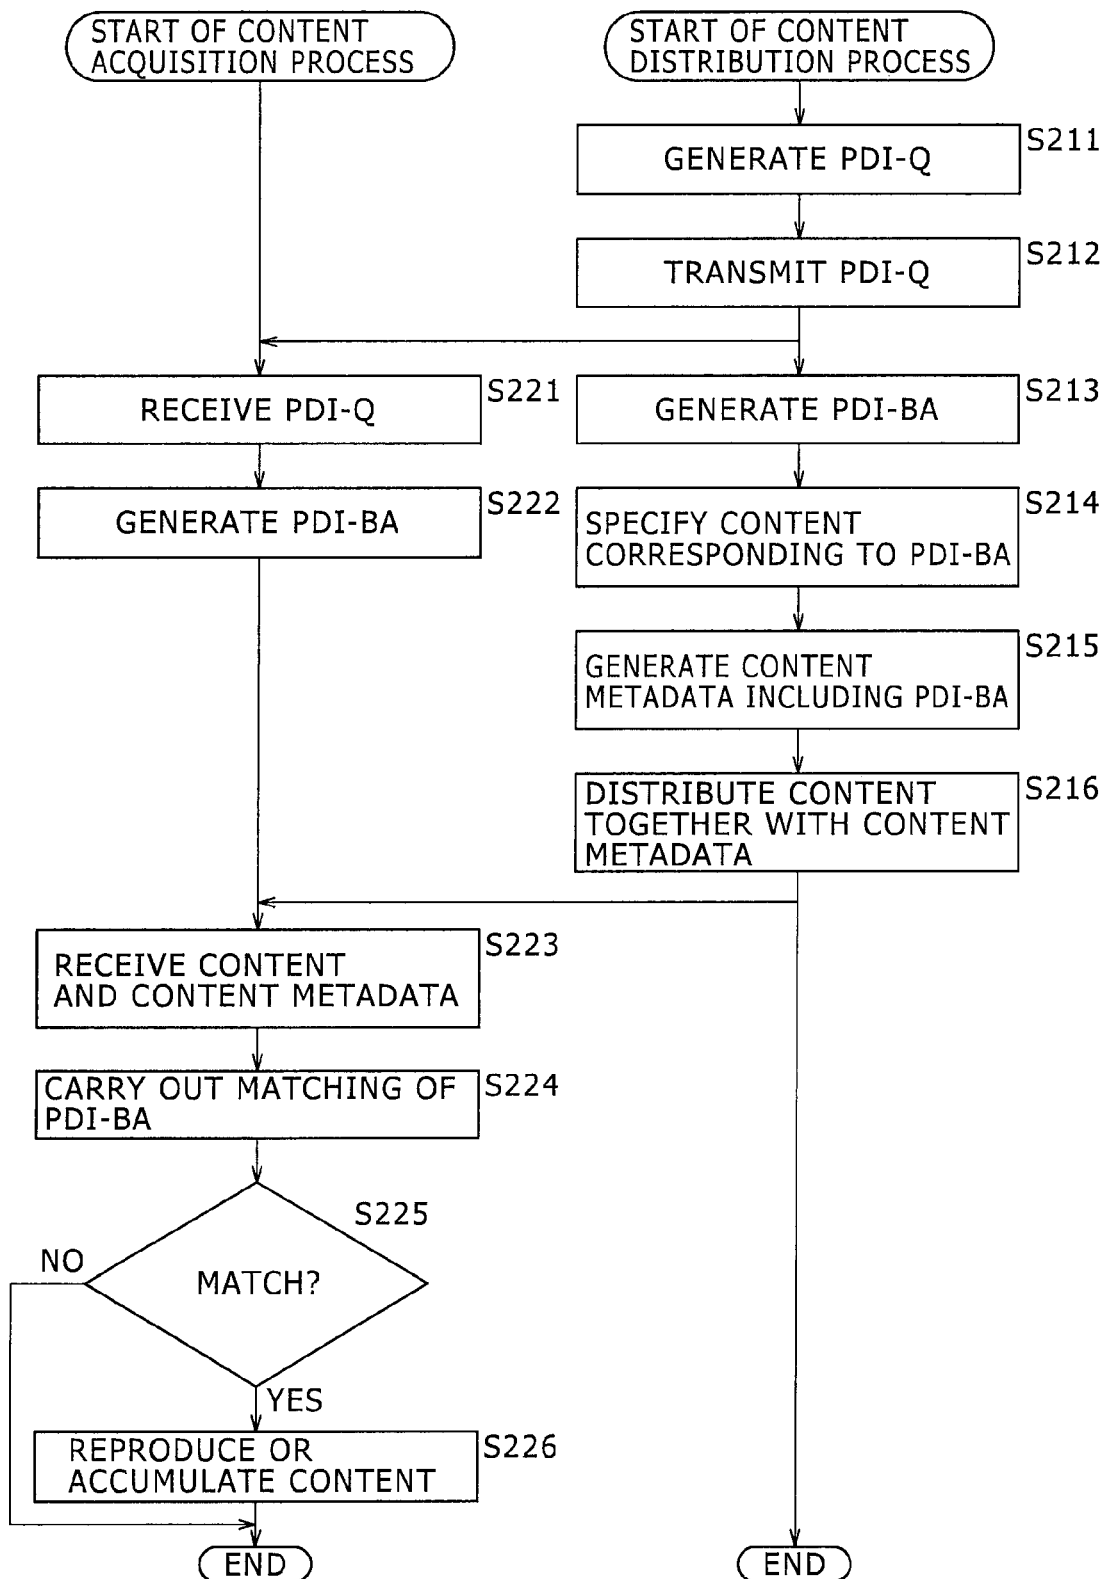 START OF CONTENT
ACQUISITION PROCESS
START OF CONTENT
DISTRIBUTION PROCESS
S211
GENERATE PDI-Q
S212
TRANSMIT PDI-Q
S221
RECEIVE PDI-Q
S213
GENERATE PDI-BA
S222
GENERATE PDI-BA
S214
SPECIFY CONTENT
CORRESPONDING TO PDI-BA
S215
GENERATE CONTENT
METADATA INCLUDING PDI-BA
S216
DISTRIBUTE CONTENT
TOGETHER WITH CONTENT
METADATA
S223
RECEIVE CONTENT
AND CONTENT METADATA
S224
CARRY OUT MATCHING OF
PDI-BA
S225
NO
MATCH?
YES
S226
REPRODUCE OR
ACCUMULATE CONTENT
END
END